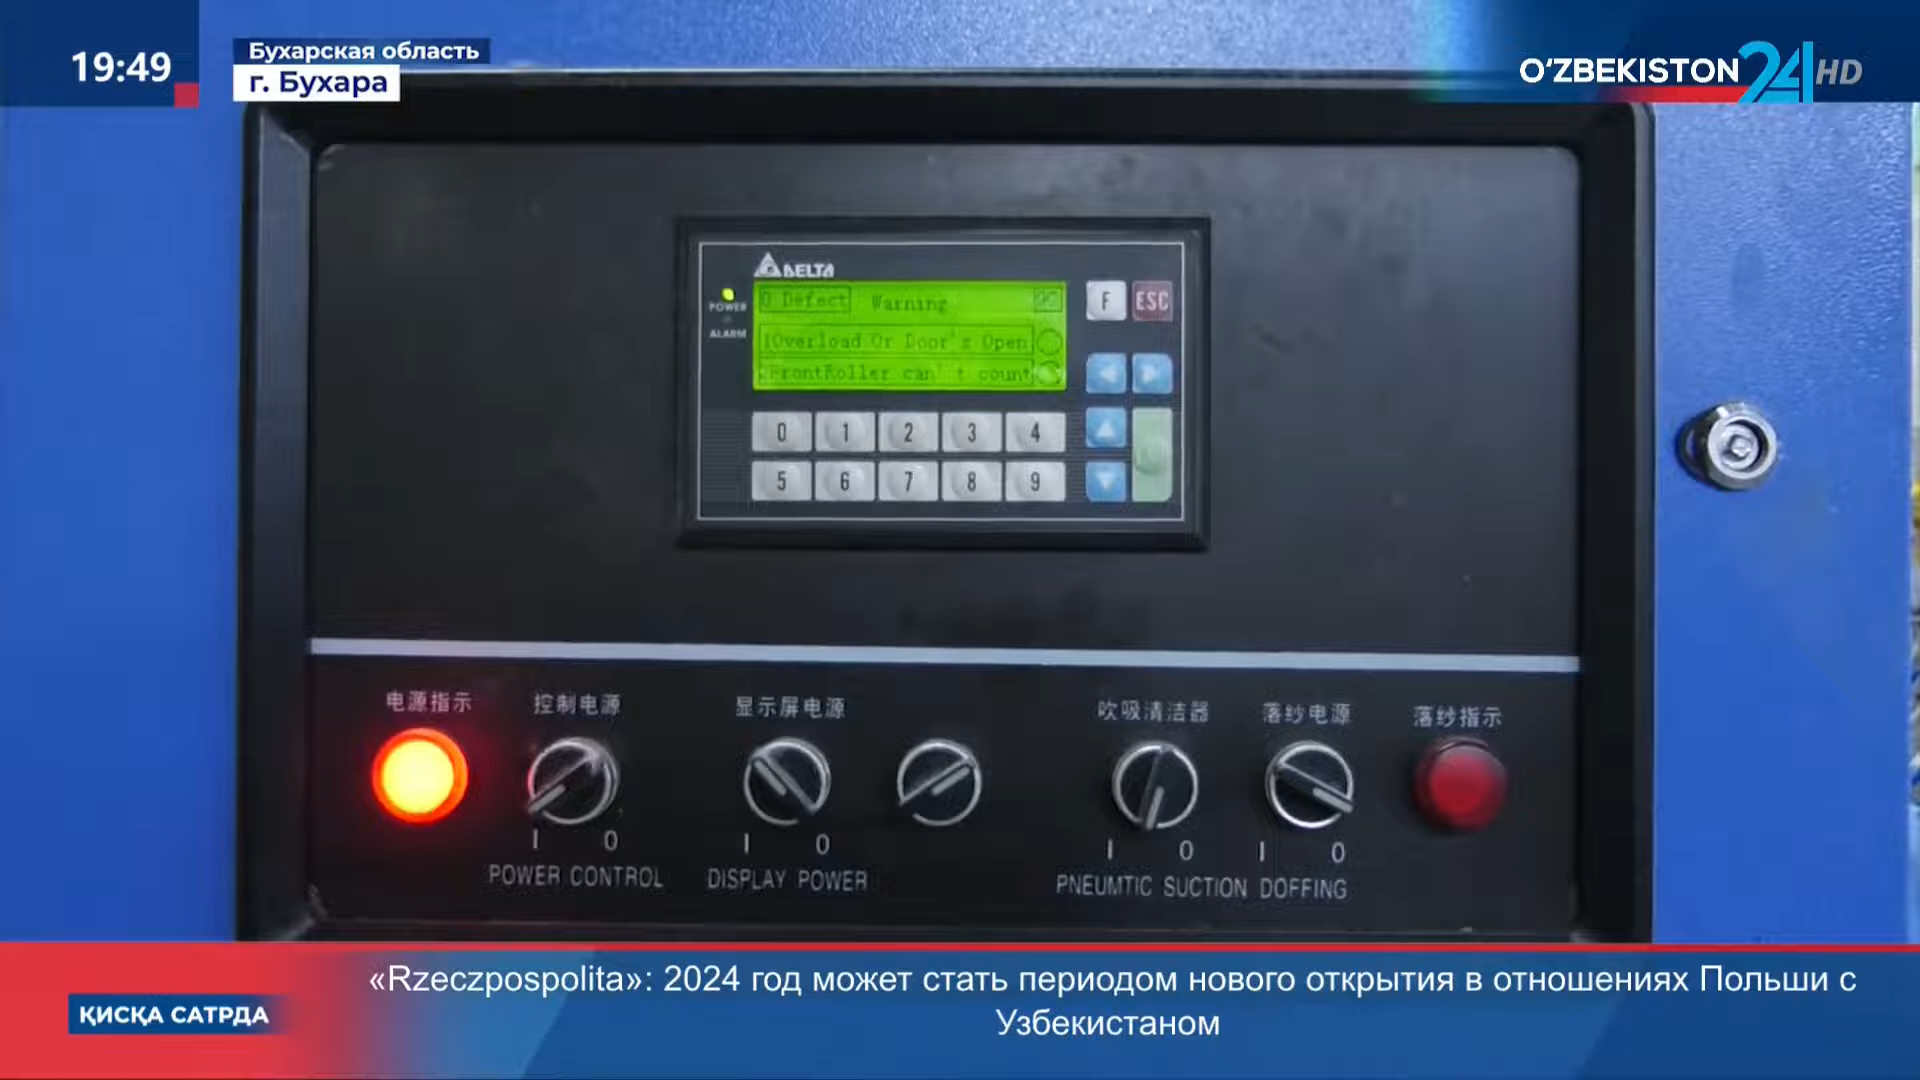 19:49
Бухарская область
г. Бухара
O‘ZBEKISTON 24 HD
DELTA
POWER
ALARM
0 Defect Warning
1Overload Or Door's Open
FrontRoller can't count
F ESC
0 1 2 3 4
5 6 7 8 9
电源指示 控制电源 显示屏电源 吹吸清洁器 落纱电源 落纱指示
I 0 I 0 I 0 I 0
POWER CONTROL DISPLAY POWER PNEUMTIC SUCTION DOFFING
ҚИСҚА САТРДА
«Rzeczpospolita»: 2024 год может стать периодом нового открытия в отношениях Польши с
Узбекистаном